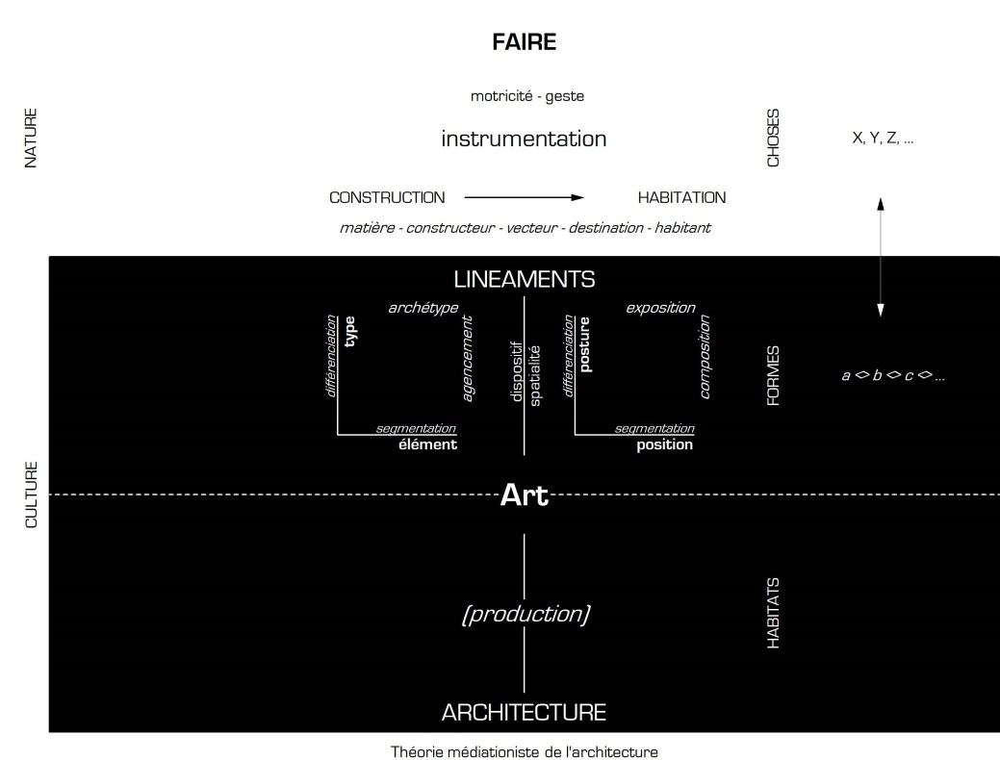 FAIRE
motricité - geste
NATURE
instrumentation
CHOSES
X, Y, Z, ...
CONSTRUCTION
HABITATION
matière - constructeur - vecteur - destination - habitant
LINEAMENTS
archétype
exposition
différenciation
type
agencement
dispositif
spatialité
différenciation
posture
composition
FORMES
a <> b <> c <> ...
segmentation
élément
segmentation
position
CULTURE
Art
(production)
HABITATS
ARCHITECTURE
Théorie médiationiste de l'architecture